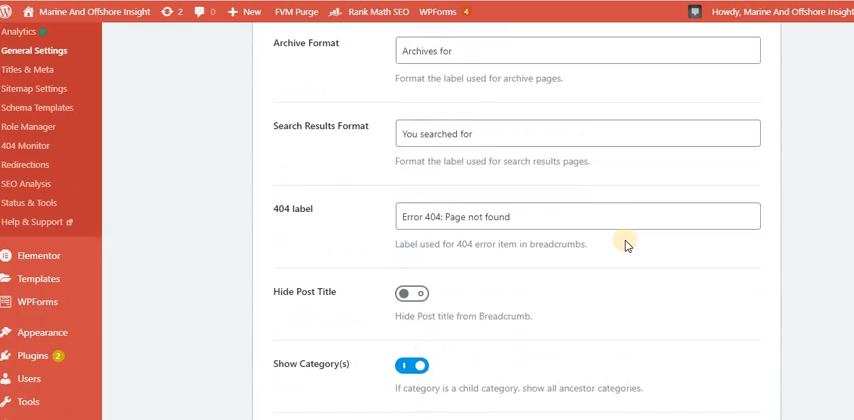 Marine And Offshore Insight 2 0 New FVM Purge Rank Math SEO WPForms 4 Howdy, Marine And Offshore Insight
Analytics
General Settings
Titles & Meta
Sitemap Settings
Schema Templates
Role Manager
404 Monitor
Redirections
SEO Analysis
Status & Tools
Help & Support
Elementor
Templates
WPForms
Appearance
Plugins 2
Users
Tools
Archive Format
Archives for
Format the label used for archive pages.
Search Results Format
You searched for
Format the label used for search results pages.
404 label
Error 404: Page not found
Label used for 404 error item in breadcrumbs.
Hide Post Title
Hide Post title from Breadcrumb.
Show Category(s)
If category is a child category, show all ancestor categories.